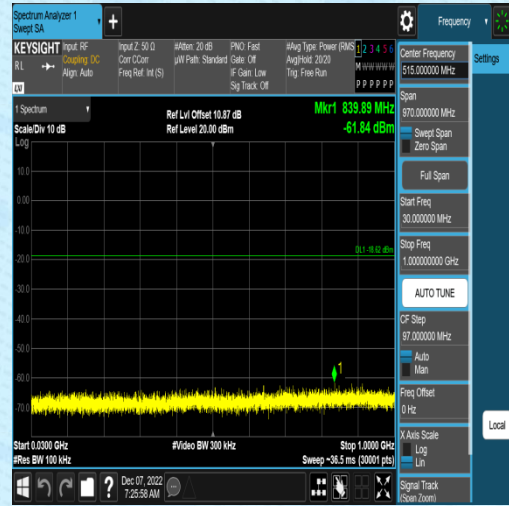 Spectrum Analyzer 1
Swept SA
+
Frequency
KEYSIGHT
RL
LVI
Input: RF
Coupling: DC
Align: Auto
Input Z: 50 Ω
Corr CCorr
Freq Ref: Int (S)
#Atten: 20 dB
µW Path: Standard
PNO: Fast
Gate: Off
IF Gain: Low
Sig Track: Off
#Avg Type: Power (RMS
Avg|Hold: 20/20
Trig: Free Run
1 2 3 4 5 6
M W W W W W
P P P P P P
1 Spectrum
Scale/Div 10 dB
Ref Lvl Offset 10.87 dB
Ref Level 20.00 dBm
Mkr1 839.89 MHz
-61.84 dBm
Log
10.0
0.00
-10.0
-20.0
-30.0
-40.0
-50.0
-60.0
-70.0
DL1 -18.62 dBm
1
Start 0.0300 GHz
#Res BW 100 kHz
#Video BW 300 kHz
Stop 1.0000 GHz
Sweep ~36.5 ms (30001 pts)
Dec 07, 2022
7:25:58 AM
Center Frequency
515.000000 MHz
Span
970.000000 MHz
Swept Span
Zero Span
Full Span
Start Freq
30.000000 MHz
Stop Freq
1.000000000 GHz
AUTO TUNE
CF Step
97.000000 MHz
Auto
Man
Freq Offset
0 Hz
X Axis Scale
Log
Lin
Signal Track
(Span Zoom)
Settings
Local